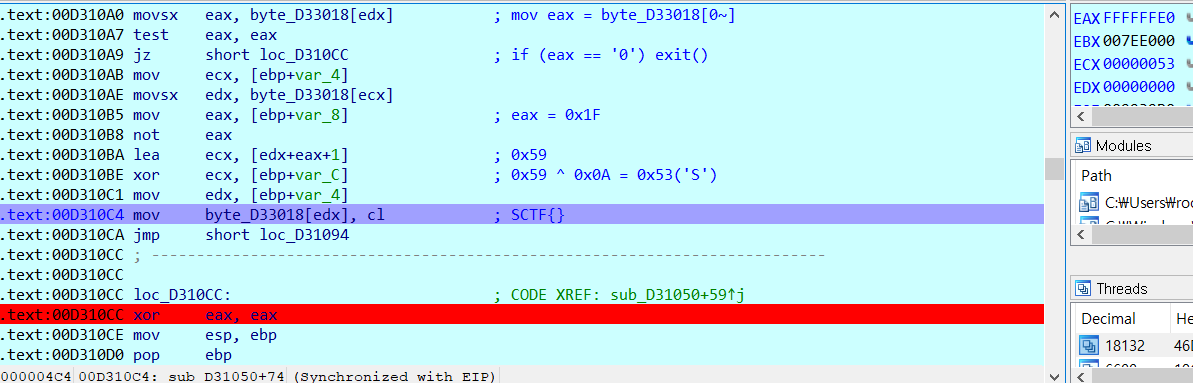 .text:00D310A0 movsx eax, byte_D33018[edx] ; mov eax = byte_D33018[0~]
.text:00D310A7 test eax, eax
.text:00D310A9 jz short loc_D310CC ; if (eax == '0') exit()
.text:00D310AB mov ecx, [ebp+var_4]
.text:00D310AE movsx edx, byte_D33018[ecx]
.text:00D310B5 mov eax, [ebp+var_8] ; eax = 0x1F
.text:00D310B8 not eax
.text:00D310BA lea ecx, [edx+eax+1] ; 0x59
.text:00D310BE xor ecx, [ebp+var_C] ; 0x59 ^ 0x0A = 0x53('S')
.text:00D310C1 mov edx, [ebp+var_4]
.text:00D310C4 mov byte_D33018[edx], cl ; SCTF{}
.text:00D310CA jmp short loc_D31094
.text:00D310CC ; ---------------------------------------------------------------------------
.text:00D310CC
.text:00D310CC loc_D310CC: ; CODE XREF: sub_D31050+59↑j
.text:00D310CC xor eax, eax
.text:00D310CE mov esp, ebp
.text:00D310D0 pop ebp
000004C4 00D310C4: sub_D31050+74 (Synchronized with EIP)
EAX FFFFFFE0
EBX 007EE000
ECX 00000053
EDX 00000000
Modules
Path
C:₩Users₩roo
Threads
Decimal He
18132 46D